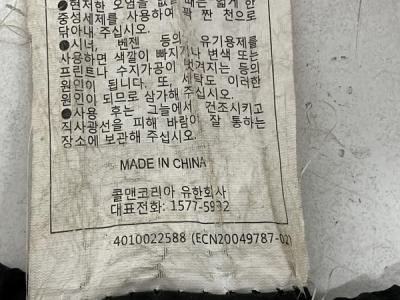 ●현저한 오염을 없앨 때는 엷게 한
중성세제를 사용하여 꽉 짠 천으로
닦아내 주십시오.
●시너, 벤젠 등의 유기용제를
사용하면 색깔이 빠지거나 변색 또는
프린트나 수지가공이 벗겨지는 등의
원인이 됩니다. 또, 세탁도 이러한
원인이 되므로 삼가해 주십시오.
●사용 후는 그늘에서 건조시키고
직사광선을 피해 바람이 잘 통하는
장소에 보관해 주십시오.
MADE IN CHINA
콜맨코리아 유한회사
대표전화: 1577-5992
4010022588 (ECN20049787-02)